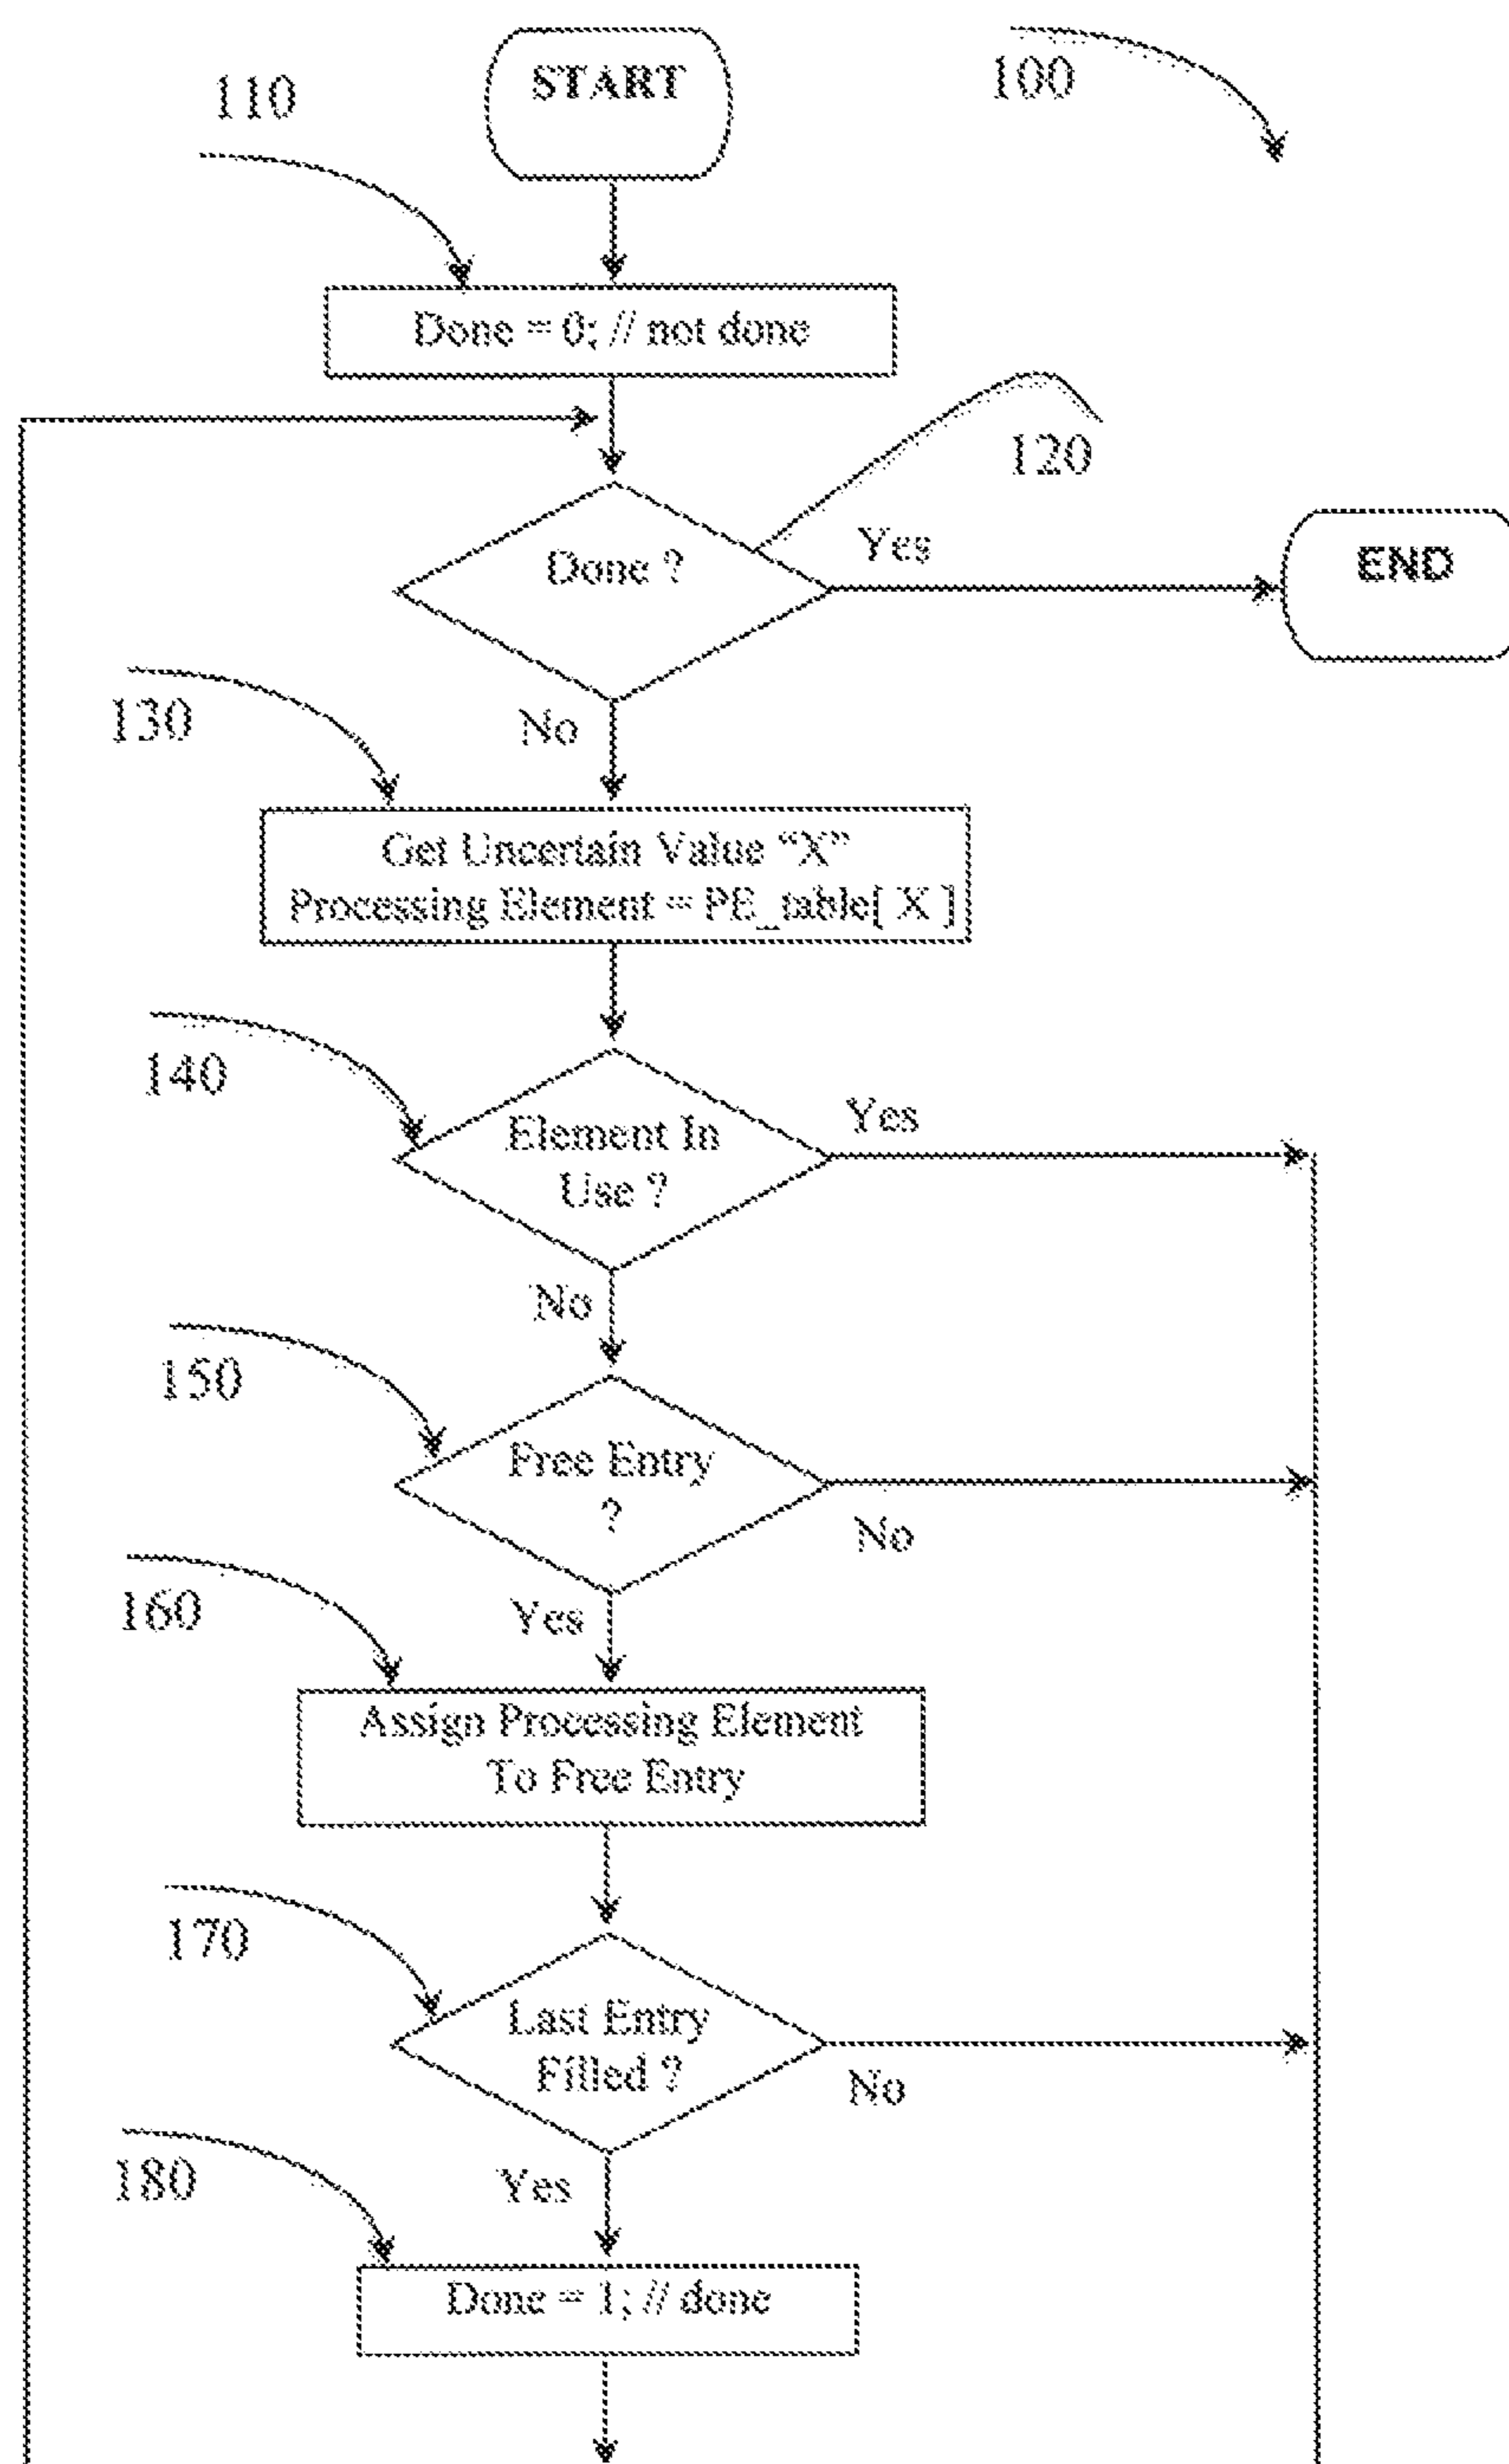 START
100
110
Done = 0; // not done
120
Done ?
Yes
END
No
130
Get Uncertain Value “X”
Processing Element = PE_table[ X ]
140
Element In
Use ?
Yes
No
150
Free Entry
?
No
Yes
160
Assign Processing Element
To Free Entry
170
Last Entry
Filled ?
No
Yes
180
Done = 1; // done